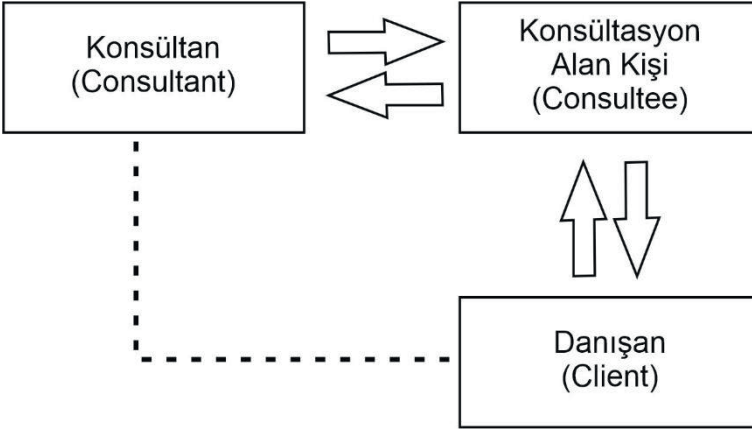 Konsültan
(Consultant)
Konsültasyon
Alan Kişi
(Consultee)
Danışan
(Client)